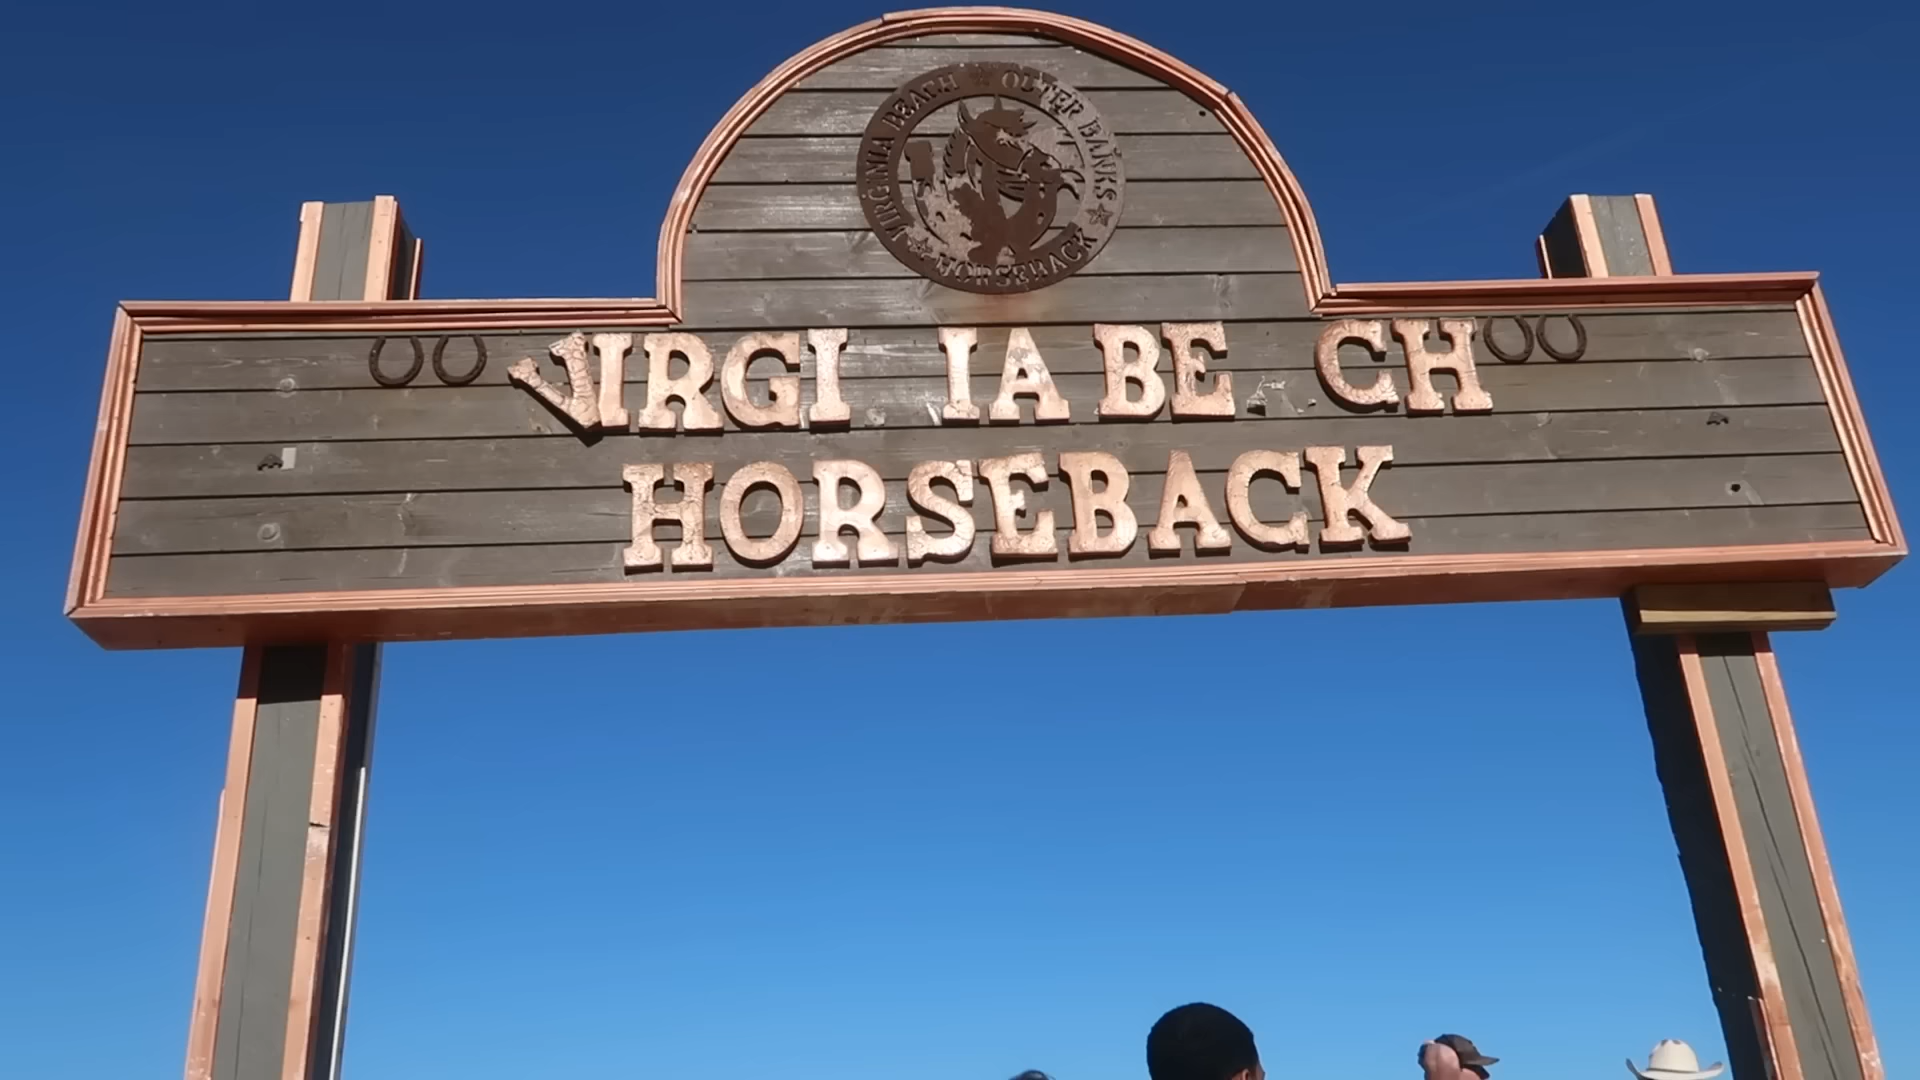 VIRGINIA BEACH ★ OUTER BANKS ★
★ HORSEBACK
VIRGI IA BE CH
HORSEBACK